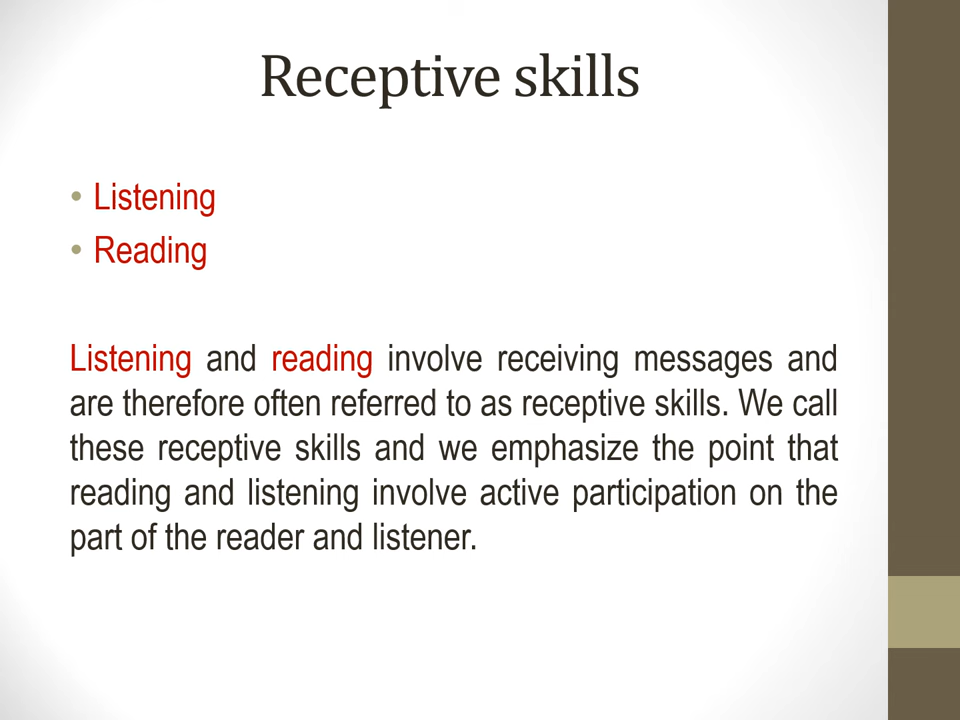 Receptive skills
• Listening
• Reading
Listening and reading involve receiving messages and
are therefore often referred to as receptive skills. We call
these receptive skills and we emphasize the point that
reading and listening involve active participation on the
part of the reader and listener.